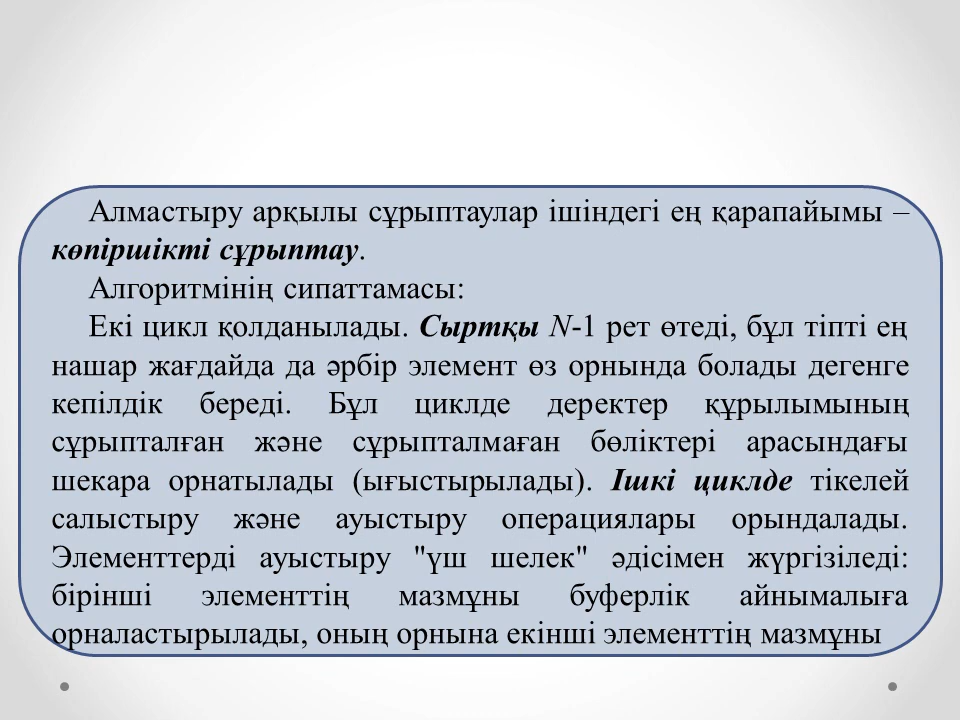 Алмастыру арқылы сұрыптаулар ішіндегі ең қарапайымы –
көпіршікті сұрыптау.
Алгоритмінің сипаттамасы:
Екі цикл қолданылады. Сыртқы N-1 рет өтеді, бұл тіпті ең
нашар жағдайда да әрбір элемент өз орнында болады дегенге
кепілдік береді. Бұл циклде деректер құрылымының
сұрыпталған және сұрыпталмаған бөліктері арасындағы
шекара орнатылады (ығыстырылады). Ішкі циклде тікелей
салыстыру және ауыстыру операциялары орындалады.
Элементтерді ауыстыру "үш шелек" әдісімен жүргізіледі:
бірінші элементтің мазмұны буферлік айнымалыға
орналастырылады, оның орнына екінші элементтің мазмұны